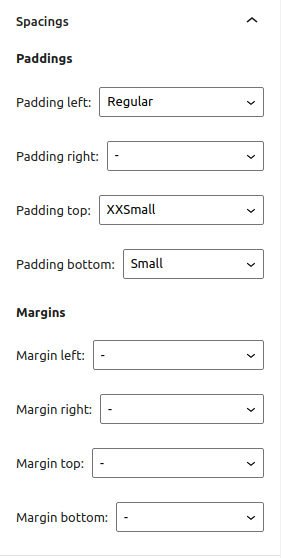 Spacings
Paddings
Padding left: Regular
Padding right: -
Padding top: XXSmall
Padding bottom: Small
Margins
Margin left: -
Margin right: -
Margin top: -
Margin bottom: -